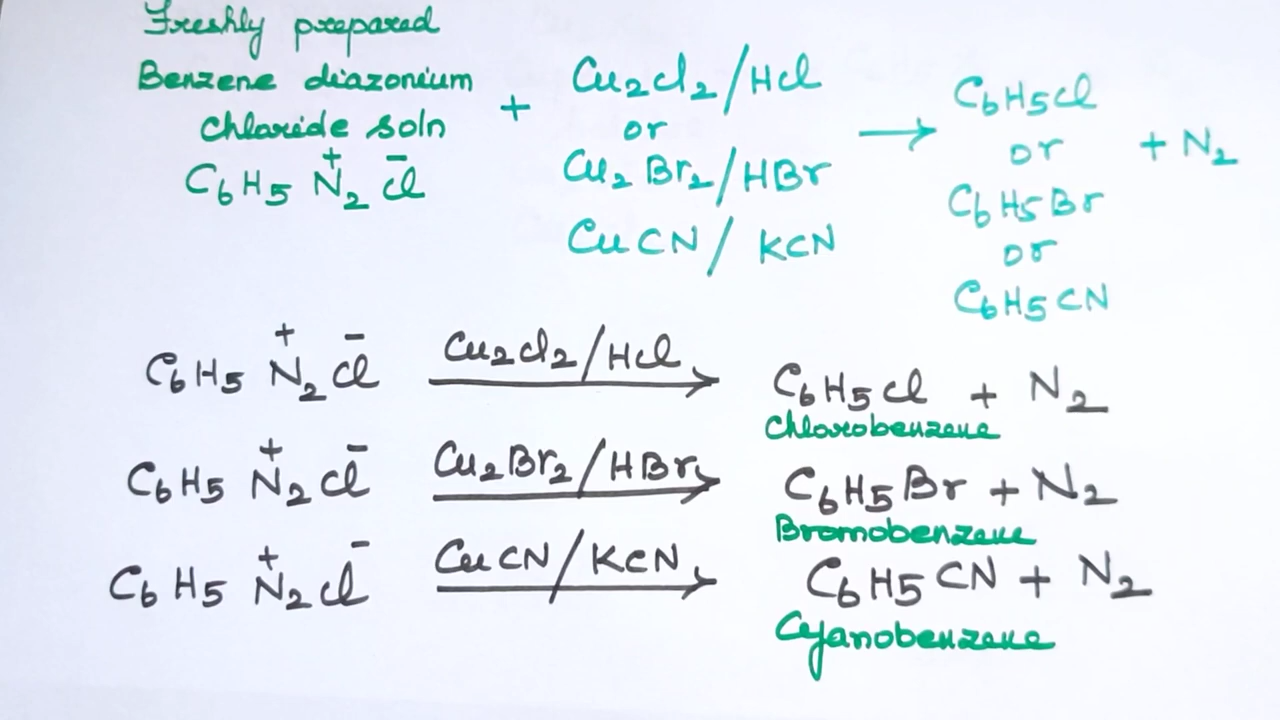 Freshly prepared
Benzene diazonium
chloride soln
C₆H₅ N₂⁺ Cl⁻
+
Cu₂Cl₂/HCl
or
Cu₂Br₂/HBr
CuCN/KCN
→
C₆H₅Cl
or
C₆H₅Br
or
C₆H₅CN
+ N₂
C₆H₅ N₂⁺ Cl⁻ Cu₂Cl₂/HCl → C₆H₅Cl + N₂
Chlorobenzene
C₆H₅ N₂⁺ Cl⁻ Cu₂Br₂/HBr → C₆H₅Br + N₂
Bromobenzene
C₆H₅ N₂⁺ Cl⁻ CuCN/KCN → C₆H₅CN + N₂
Cyanobenzene